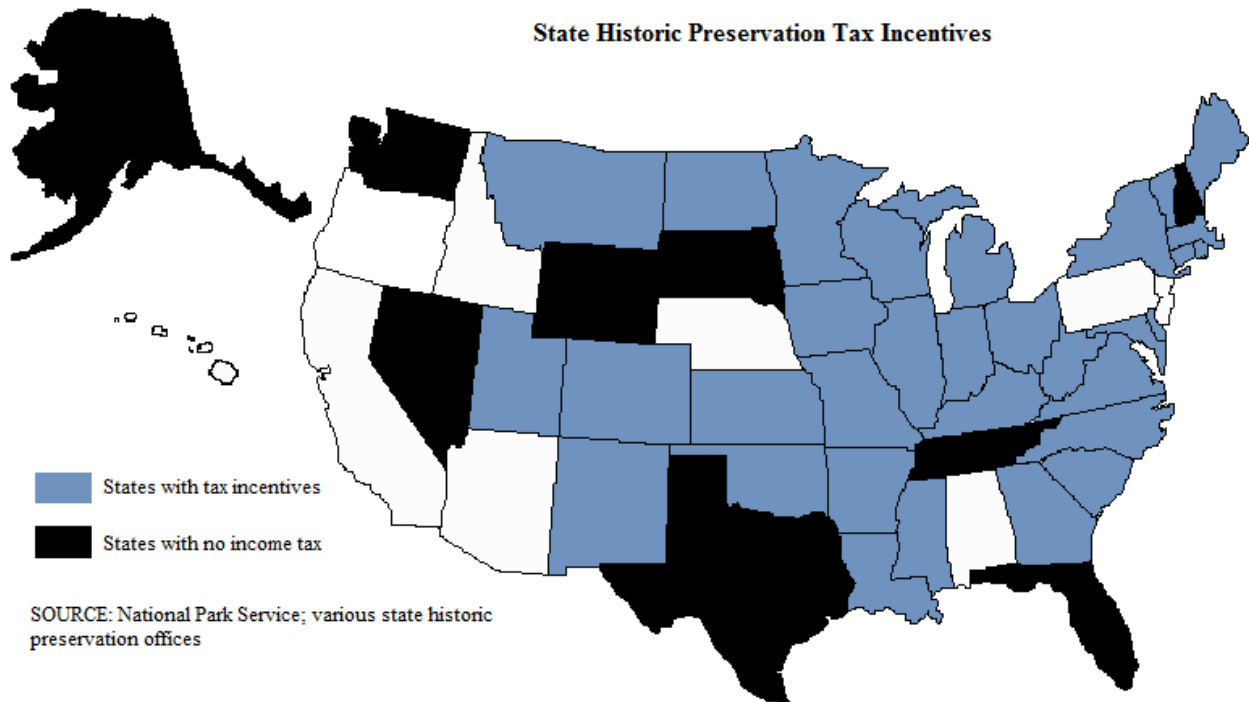 State Historic Preservation Tax Incentives
States with tax incentives
States with no income tax
SOURCE: National Park Service; various state historic
preservation offices